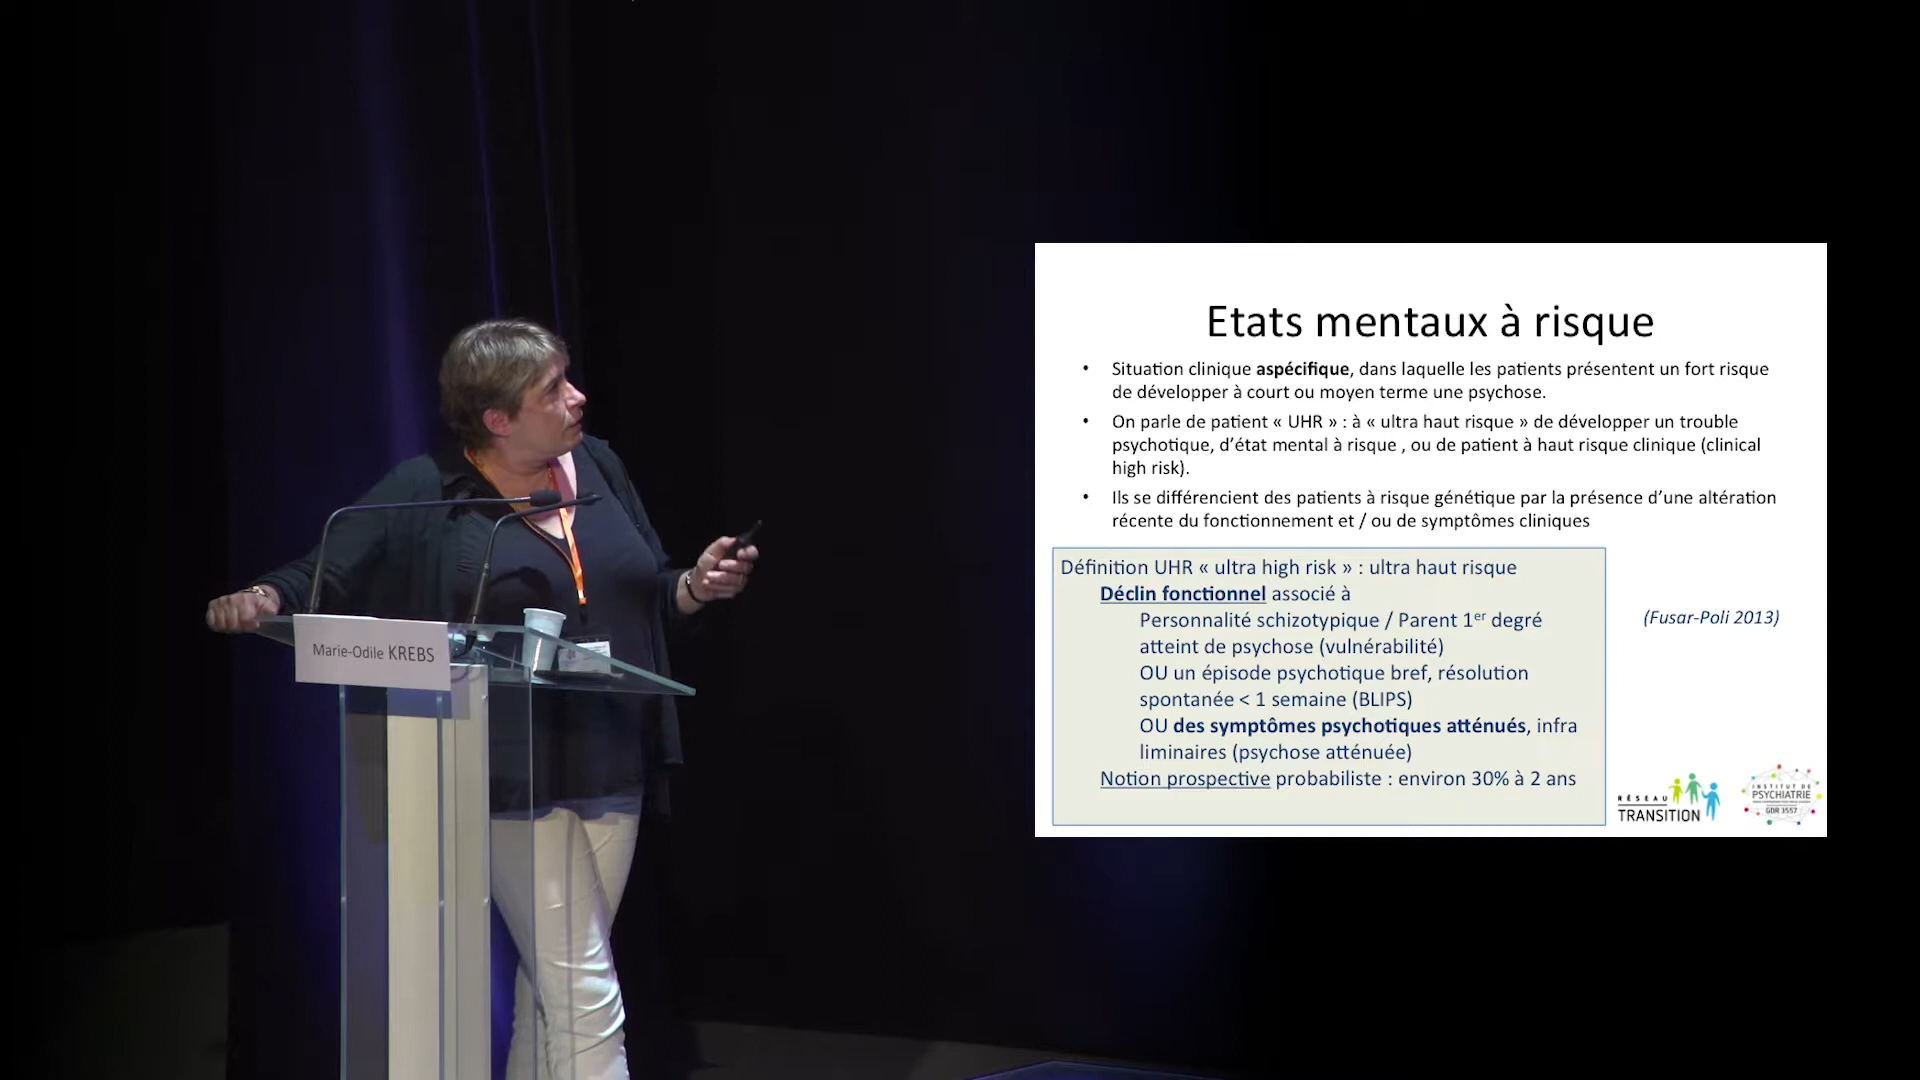 Etats mentaux à risque
• Situation clinique aspécifique, dans laquelle les patients présentent un fort risque
de développer à court ou moyen terme une psychose.
• On parle de patient « UHR » : à « ultra haut risque » de développer un trouble
psychotique, d’état mental à risque , ou de patient à haut risque clinique (clinical
high risk).
• Ils se différencient des patients à risque génétique par la présence d’une altération
récente du fonctionnement et / ou de symptômes cliniques
Définition UHR « ultra high risk » : ultra haut risque
Déclin fonctionnel associé à
Personnalité schizotypique / Parent 1er degré
atteint de psychose (vulnérabilité)
OU un épisode psychotique bref, résolution
spontanée < 1 semaine (BLIPS)
OU des symptômes psychotiques atténués, infra
liminaires (psychose atténuée)
Notion prospective probabiliste : environ 30% à 2 ans
(Fusar-Poli 2013)
RÉSEAU
TRANSITION
INSTITUT DE
PSYCHIATRIE
GDR 3557
Marie-Odile KREBS